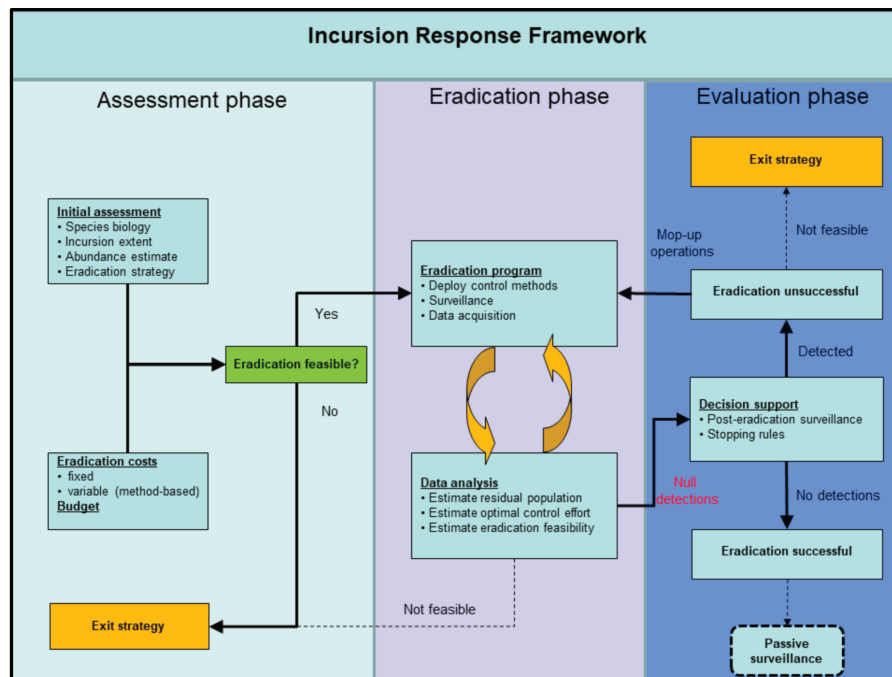 Incursion Response Framework
Assessment phase
Eradication phase
Evaluation phase
Initial assessment
• Species biology
• Incursion extent
• Abundance estimate
• Eradication strategy
Eradication costs
• fixed
• variable (method-based)
Budget
Eradication feasible?
Yes
No
Exit strategy
Eradication program
• Deploy control methods
• Surveillance
• Data acquisition
Data analysis
• Estimate residual population
• Estimate optimal control effort
• Estimate eradication feasibility
Not feasible
Null
detections
Exit strategy
Not feasible
Mop-up
operations
Eradication unsuccessful
Detected
Decision support
• Post-eradication surveillance
• Stopping rules
No detections
Eradication successful
Passive
surveillance